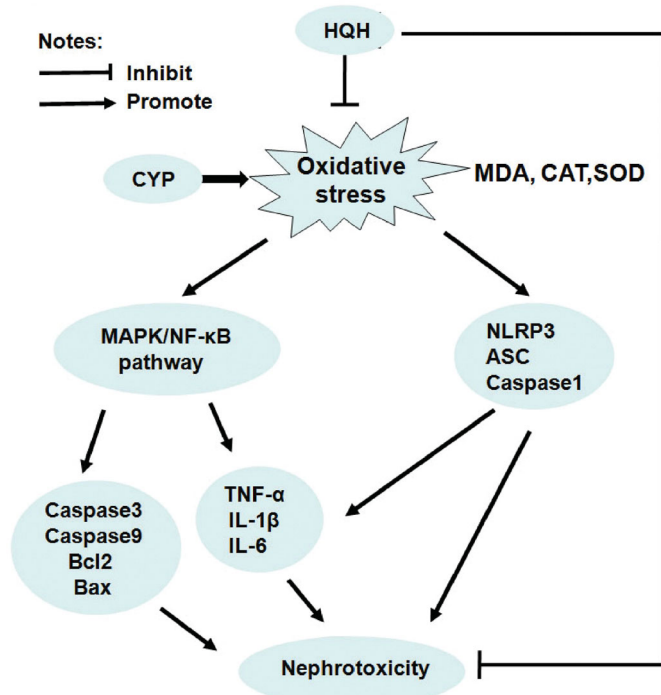 Notes:
Inhibit
Promote
HQH
CYP
Oxidative
stress
MDA, CAT,SOD
MAPK/NF-κB
pathway
NLRP3
ASC
Caspase1
Caspase3
Caspase9
Bcl2
Bax
TNF-α
IL-1β
IL-6
Nephrotoxicity